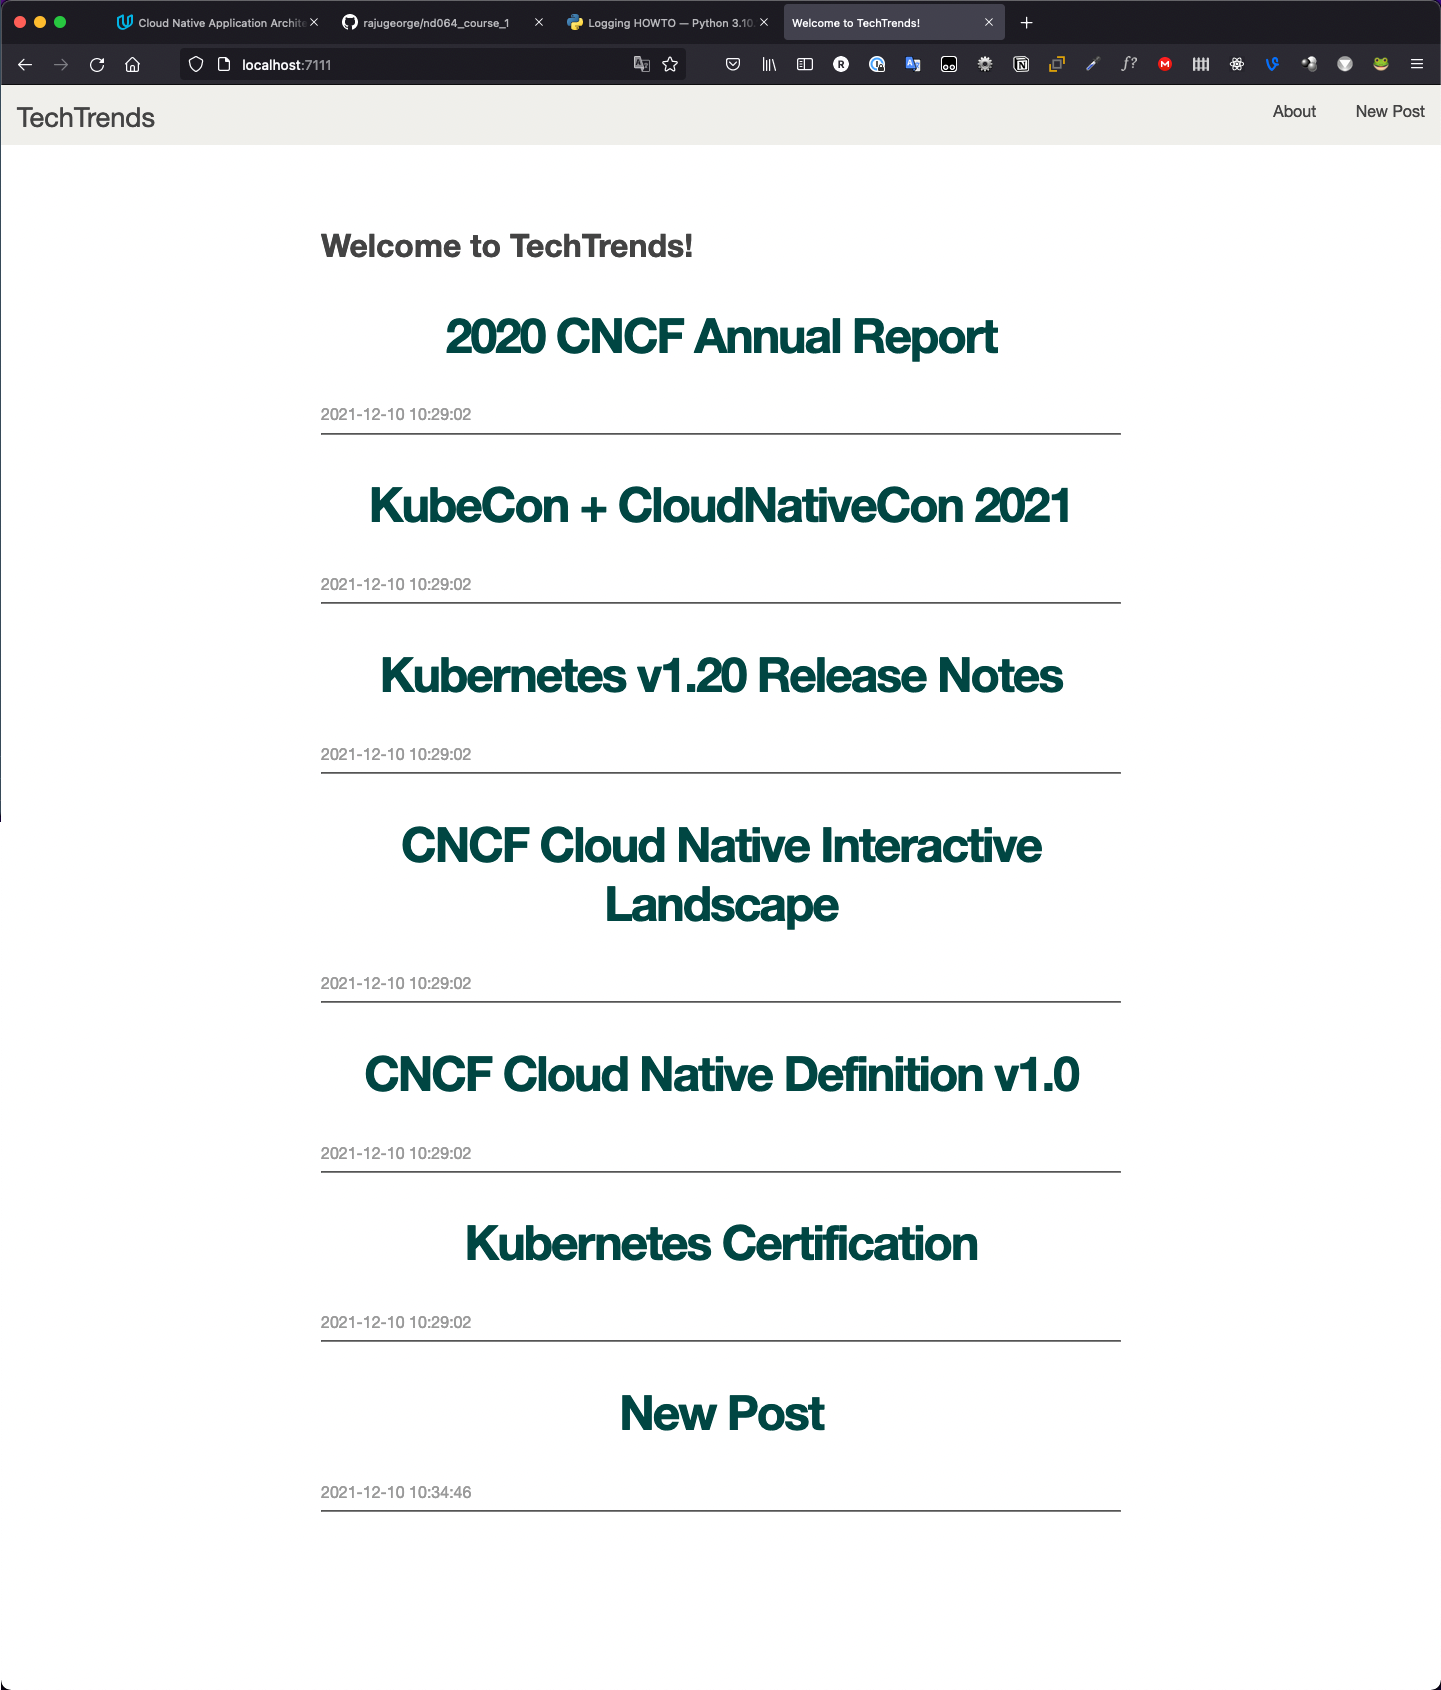 Cloud Native Application Archite
rajugeorge/nd064_course_1
Logging HOWTO — Python 3.10.
Welcome to TechTrends!
localhost:7111
TechTrends
About
New Post
Welcome to TechTrends!
2020 CNCF Annual Report
2021-12-10 10:29:02
KubeCon + CloudNativeCon 2021
2021-12-10 10:29:02
Kubernetes v1.20 Release Notes
2021-12-10 10:29:02
CNCF Cloud Native Interactive
Landscape
2021-12-10 10:29:02
CNCF Cloud Native Definition v1.0
2021-12-10 10:29:02
Kubernetes Certification
2021-12-10 10:29:02
New Post
2021-12-10 10:34:46